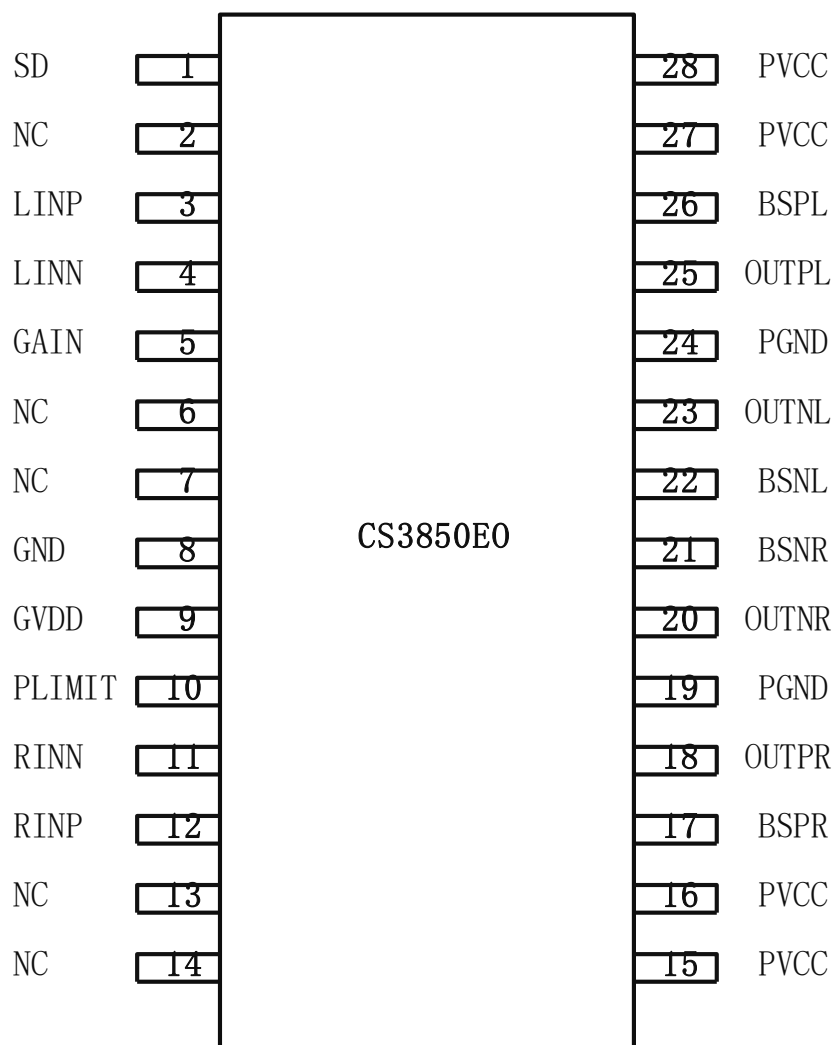 SD 1 28 PVCC
NC 2 27 PVCC
LINP 3 26 BSPL
LINN 4 25 OUTPL
GAIN 5 24 PGND
NC 6 23 OUTNL
NC 7 22 BSNL
CS3850EO
GND 8 21 BSNR
GVDD 9 20 OUTNR
PLIMIT 10 19 PGND
RINN 11 18 OUTPR
RINP 12 17 BSPR
NC 13 16 PVCC
NC 14 15 PVCC